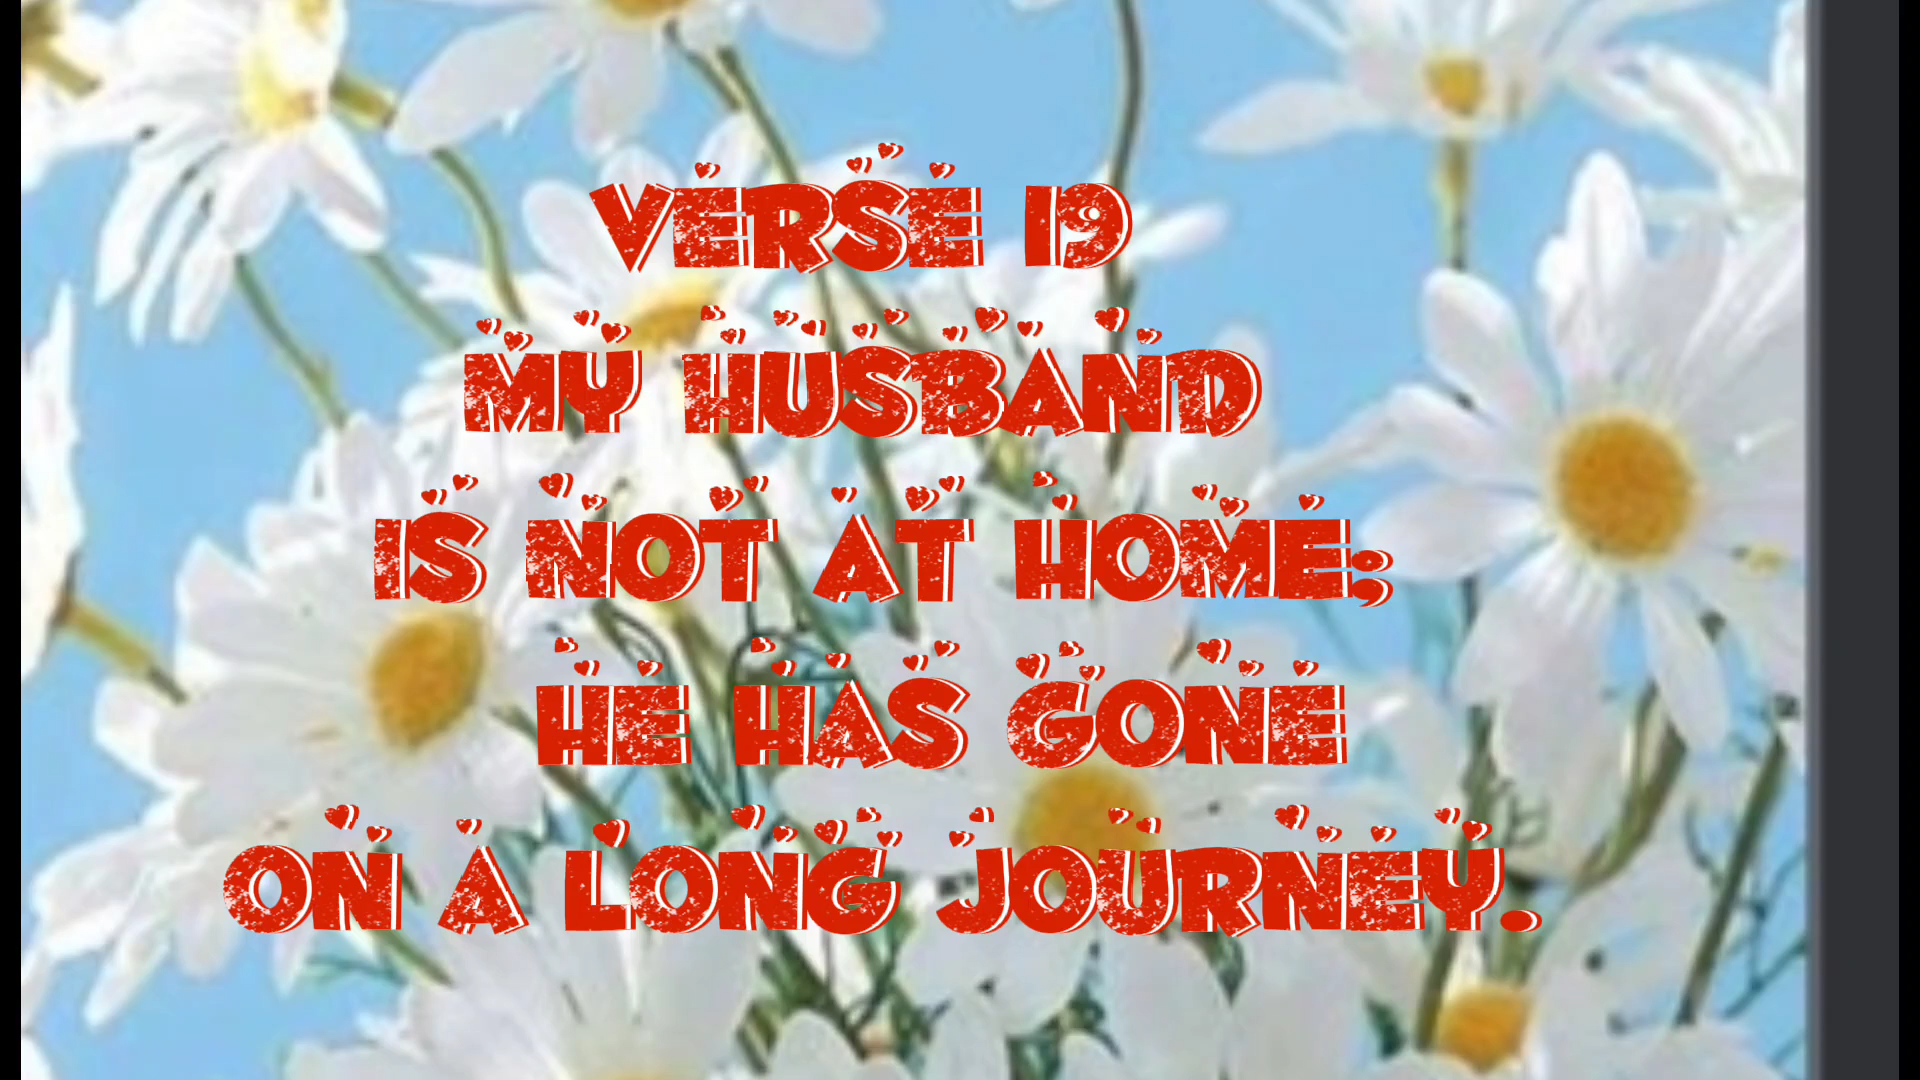 VERSE 19
MY HUSBAND
IS NOT AT HOME;
HE HAS GONE
ON A LONG JOURNEY.